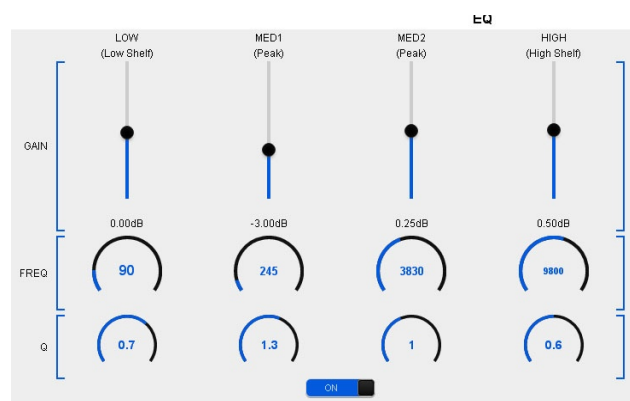 EQ
LOW MED1 MED2 HIGH
(Low Shelf) (Peak) (Peak) (High Shelf)
GAIN
0.00dB -3.00dB 0.25dB 0.50dB
FREQ 90 245 3830 9800
Q 0.7 1.3 1 0.6
ON